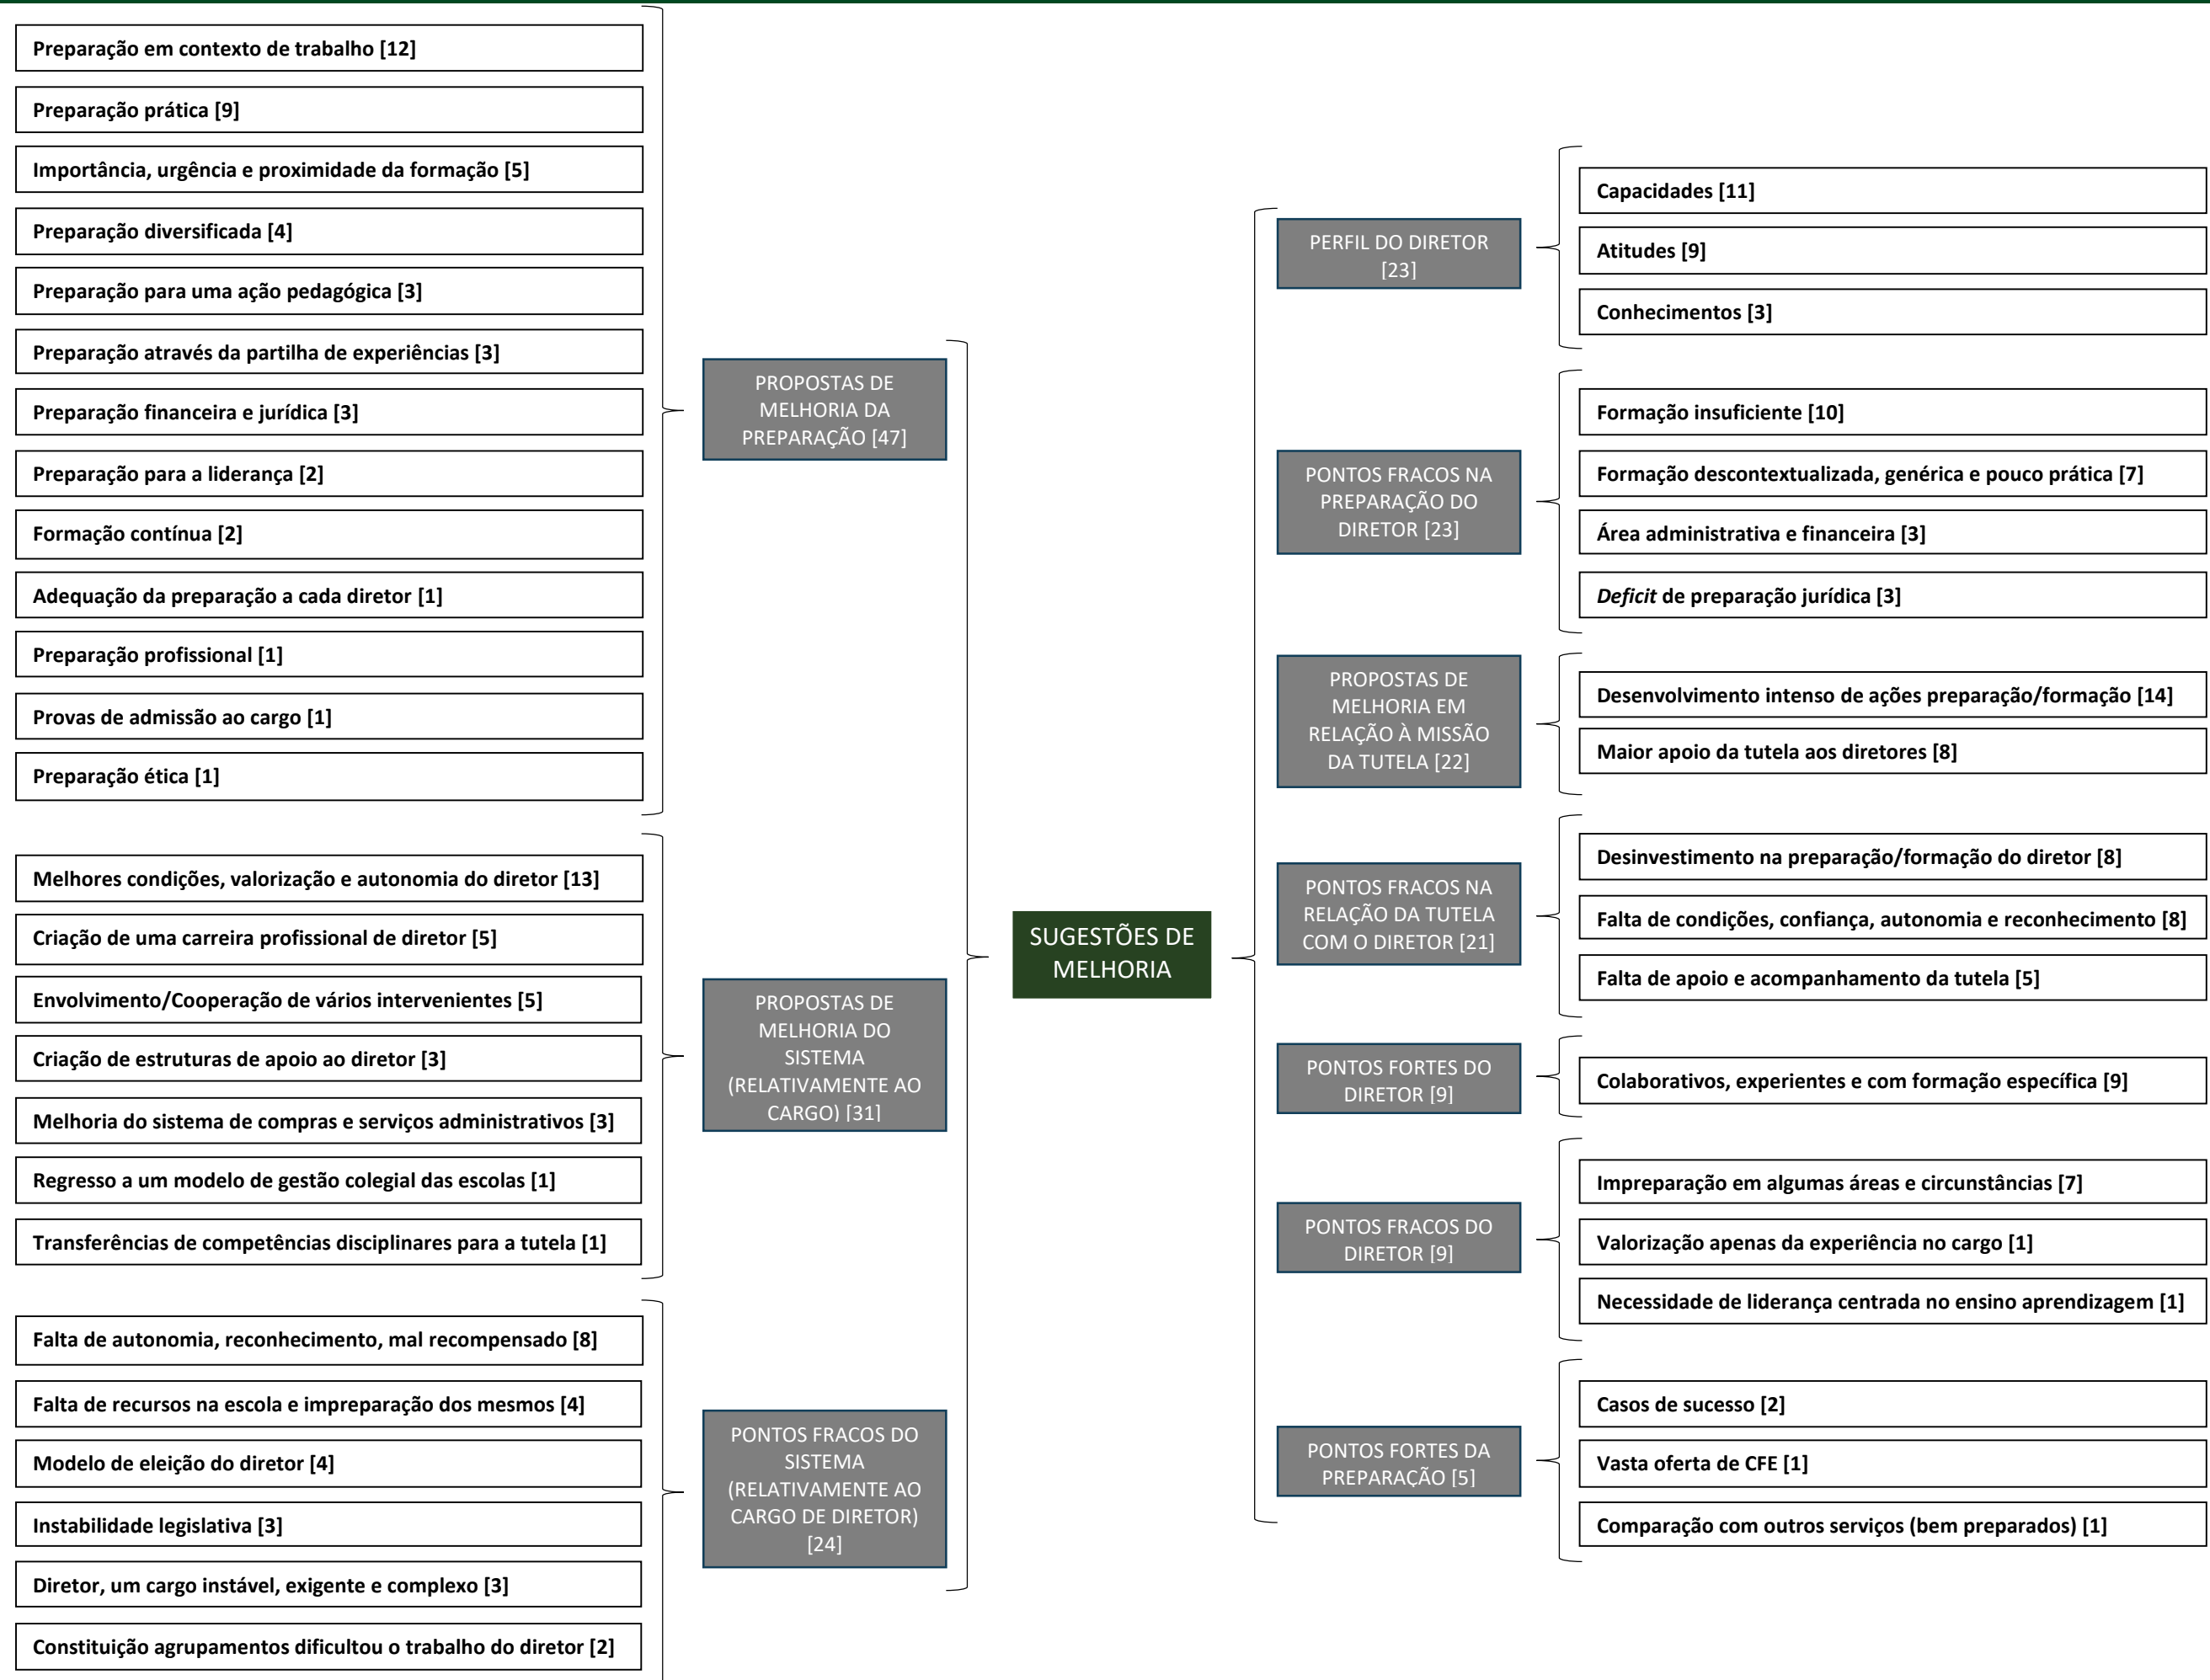 Preparação em contexto de trabalho [12]
Preparação prática [9]
Importância, urgência e proximidade da formação [5]
Preparação diversificada [4]
Preparação para uma ação pedagógica [3]
Preparação através da partilha de experiências [3]
Preparação financeira e jurídica [3]
Preparação para a liderança [2]
Formação contínua [2]
Adequação da preparação a cada diretor [1]
Preparação profissional [1]
Provas de admissão ao cargo [1]
Preparação ética [1]
PROPOSTAS DE
MELHORIA DA
PREPARAÇÃO [47]
Melhores condições, valorização e autonomia do diretor [13]
Criação de uma carreira profissional de diretor [5]
Envolvimento/Cooperação de vários intervenientes [5]
Criação de estruturas de apoio ao diretor [3]
Melhoria do sistema de compras e serviços administrativos [3]
Regresso a um modelo de gestão colegial das escolas [1]
Transferências de competências disciplinares para a tutela [1]
PROPOSTAS DE
MELHORIA DO
SISTEMA
(RELATIVAMENTE AO
CARGO) [31]
Falta de autonomia, reconhecimento, mal recompensado [8]
Falta de recursos na escola e impreparação dos mesmos [4]
Modelo de eleição do diretor [4]
Instabilidade legislativa [3]
Diretor, um cargo instável, exigente e complexo [3]
Constituição agrupamentos dificultou o trabalho do diretor [2]
PONTOS FRACOS DO
SISTEMA
(RELATIVAMENTE AO
CARGO DE DIRETOR)
[24]
SUGESTÕES DE
MELHORIA
PERFIL DO DIRETOR
[23]
Capacidades [11]
Atitudes [9]
Conhecimentos [3]
PONTOS FRACOS NA
PREPARAÇÃO DO
DIRETOR [23]
Formação insuficiente [10]
Formação descontextualizada, genérica e pouco prática [7]
Área administrativa e financeira [3]
Deficit de preparação jurídica [3]
PROPOSTAS DE
MELHORIA EM
RELAÇÃO À MISSÃO
DA TUTELA [22]
Desenvolvimento intenso de ações preparação/formação [14]
Maior apoio da tutela aos diretores [8]
PONTOS FRACOS NA
RELAÇÃO DA TUTELA
COM O DIRETOR [21]
Desinvestimento na preparação/formação do diretor [8]
Falta de condições, confiança, autonomia e reconhecimento [8]
Falta de apoio e acompanhamento da tutela [5]
PONTOS FORTES DO
DIRETOR [9]
Colaborativos, experientes e com formação específica [9]
PONTOS FRACOS DO
DIRETOR [9]
Impreparação em algumas áreas e circunstâncias [7]
Valorização apenas da experiência no cargo [1]
Necessidade de liderança centrada no ensino aprendizagem [1]
PONTOS FORTES DA
PREPARAÇÃO [5]
Casos de sucesso [2]
Vasta oferta de CFE [1]
Comparação com outros serviços (bem preparados) [1]